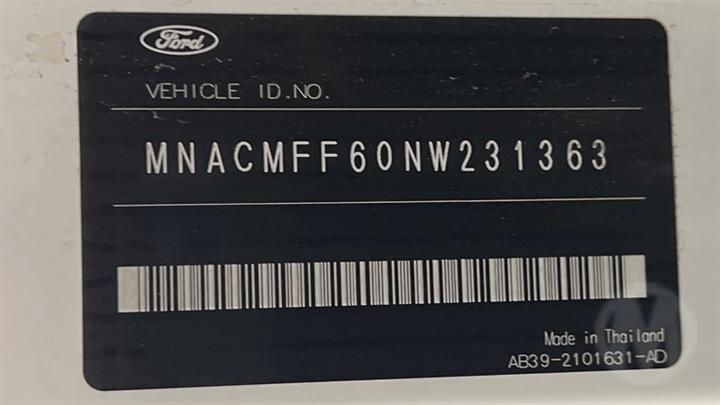 Ford
VEHICLE ID.NO.
MNACMFF60NW231363
Made in Thailand
AB39-2101631-AD